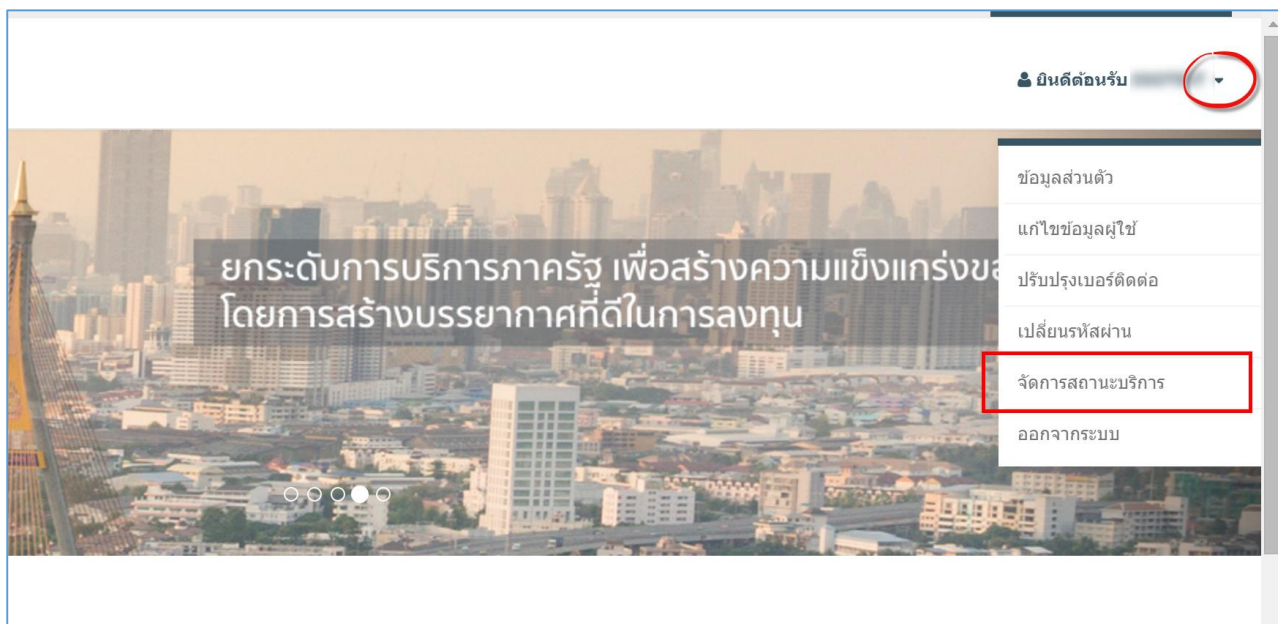 ยินดีต้อนรับ
ข้อมูลส่วนตัว
แก้ไขข้อมูลผู้ใช้
ปรับปรุงเบอร์ติดต่อ
เปลี่ยนรหัสผ่าน
จัดการสถานะบริการ
ออกจากระบบ
ยกระดับการบริการภาครัฐ เพื่อสร้างความแข็งแกร่งขอ
โดยการสร้างบรรยากาศที่ดีในการลงทุน